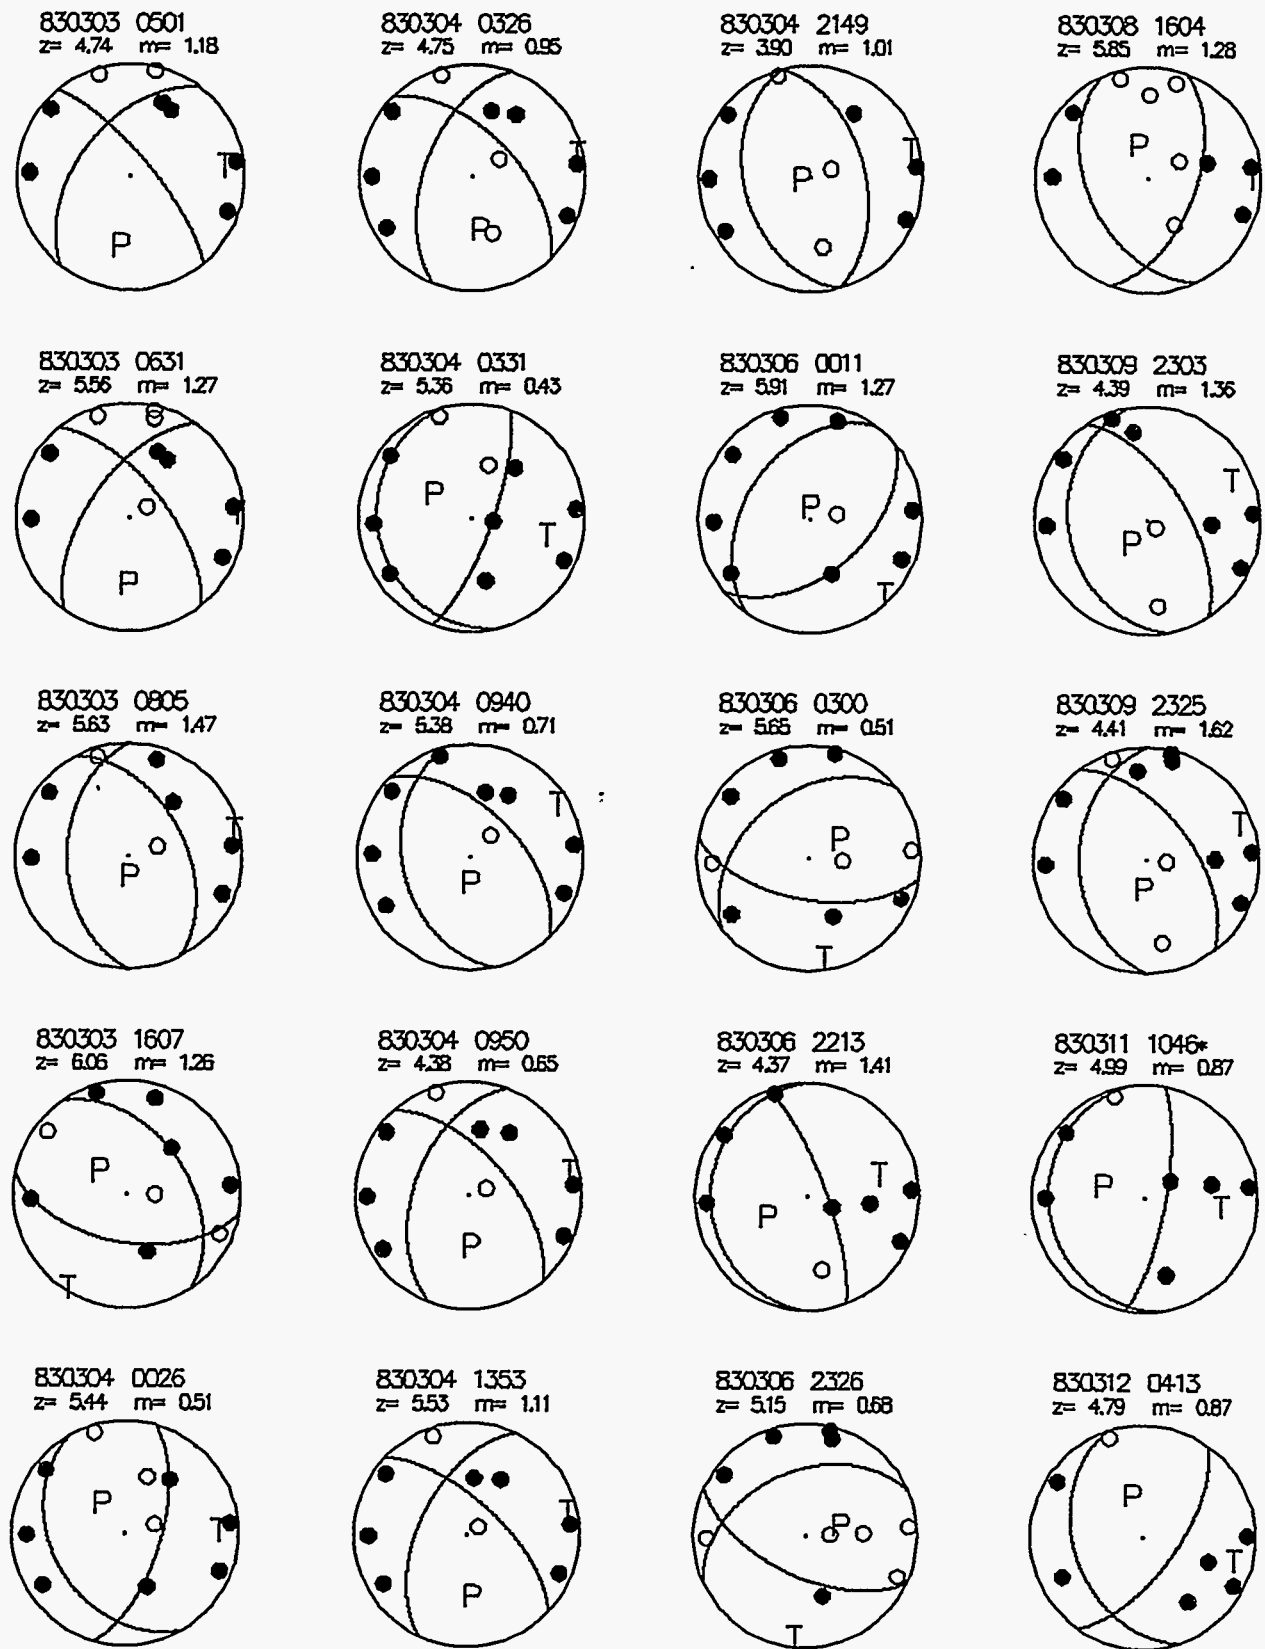 830303 0501
z= 4.74 m= 1.18
T
P
830304 0326
z= 4.75 m= 0.95
T
P
830304 2149
z= 3.90 m= 1.01
T
P
830308 1604
z= 5.85 m= 1.28
P
T
830303 0631
z= 5.56 m= 1.27
T
P
830304 0331
z= 5.36 m= 0.43
P
T
830306 0011
z= 5.91 m= 1.27
P
T
830309 2303
z= 4.39 m= 1.36
T
P
830303 0805
z= 5.63 m= 1.47
T
P
830304 0940
z= 5.38 m= 0.71
T
P
830306 0300
z= 5.65 m= 0.51
P
T
830309 2325
z= 4.41 m= 1.62
T
P
830303 1607
z= 6.06 m= 1.26
P
T
830304 0950
z= 4.38 m= 0.65
T
P
830306 2213
z= 4.37 m= 1.41
T
P
830311 1046*
z= 4.99 m= 0.87
P
T
830304 0026
z= 5.44 m= 0.51
P
T
830304 1353
z= 5.53 m= 1.11
T
P
830306 2326
z= 5.15 m= 0.68
P
T
830312 0413
z= 4.79 m= 0.87
P
T